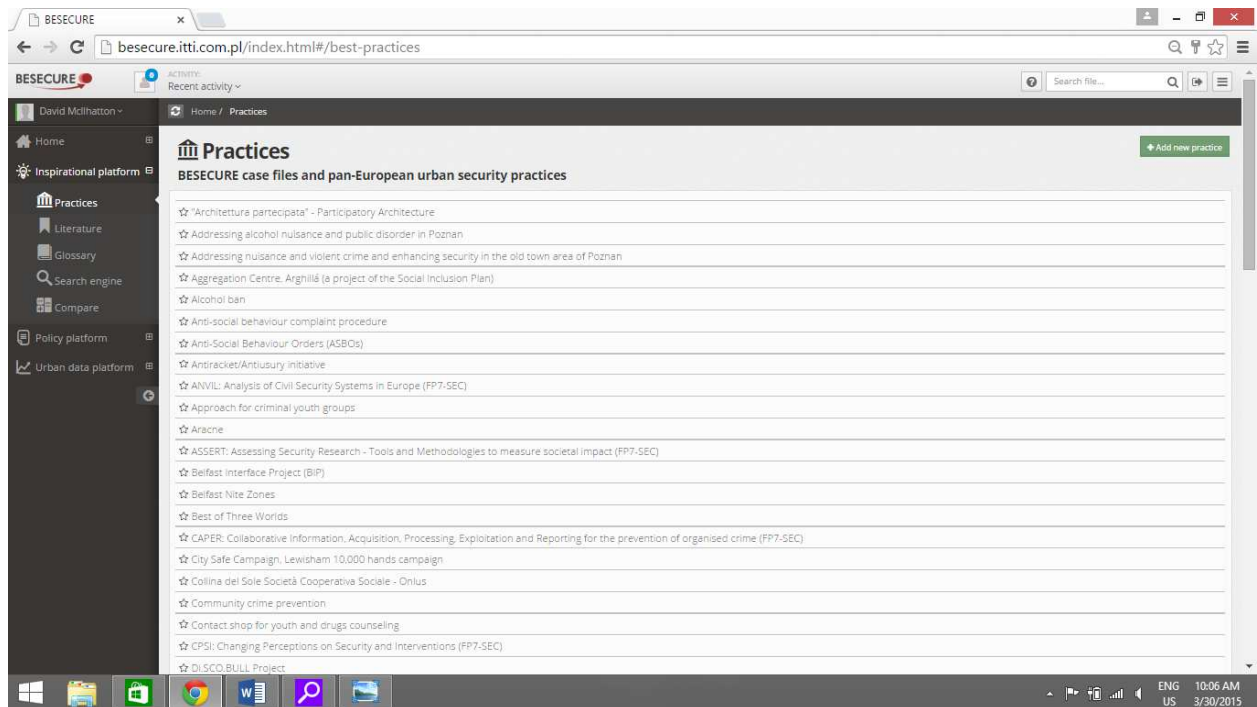 BESECURE
besecure.itti.com.pl/index.html#/best-practices
BESECURE
0
ACTIVITE:
Recent activity
Search file...
David McIlhatton
Home / Practices
Home
Inspirational platform
Practices
Literature
Glossary
Search engine
Compare
Policy platform
Urban data platform
Practices
+ Add new practice
BESECURE case files and pan-European urban security practices
"Architettura partecipata" - Participatory Architecture
Addressing alcohol nuisance and public disorder in Poznan
Addressing nuisance and violent crime and enhancing security in the old town area of Poznan
Aggregation Centre, Arghillá (a project of the Social Inclusion Plan)
Alcohol ban
Anti-social behaviour complaint procedure
Anti-Social Behaviour Orders (ASBOs)
Antiracket/Antiusury initiative
ANVIL: Analysis of Civil Security Systems in Europe (FP7-SEC)
Approach for criminal youth groups
Aracne
ASSERT: Assessing Security Research - Tools and Methodologies to measure societal impact (FP7-SEC)
Belfast Interface Project (BIP)
Belfast Nite Zones
Best of Three Worlds
CAPER: Collaborative Information, Acquisition, Processing, Exploitation and Reporting for the prevention of organised crime (FP7-SEC)
City Safe Campaign, Lewisham 10,000 hands campaign
Collina del Sole Società Cooperativa Sociale - Onlus
Community crime prevention
Contact shop for youth and drugs counseling
CPSI: Changing Perceptions on Security and Interventions (FP7-SEC)
DI.SCO.BULL Project
ENG 10:06 AM
US 3/30/2015